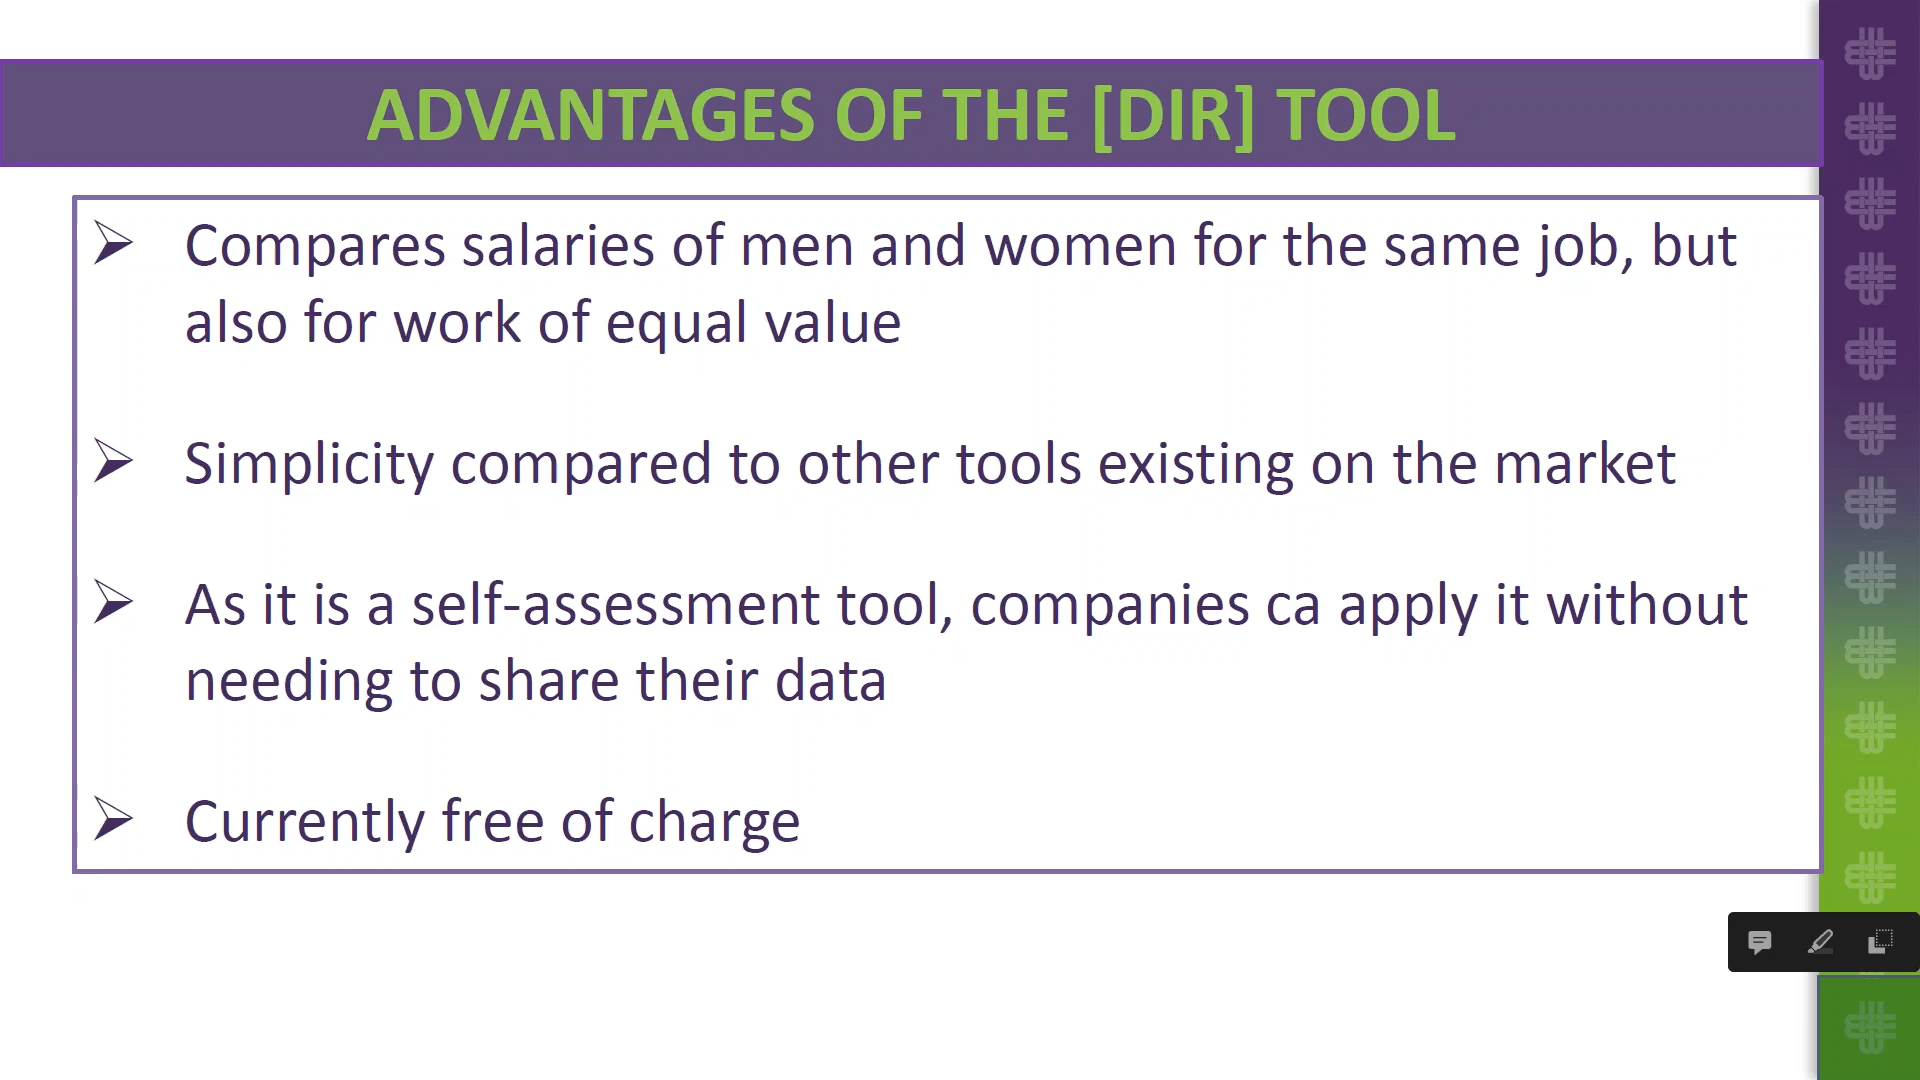 ADVANTAGES OF THE [DIR] TOOL
Compares salaries of men and women for the same job, but
also for work of equal value
Simplicity compared to other tools existing on the market
As it is a self-assessment tool, companies ca apply it without
needing to share their data
Currently free of charge